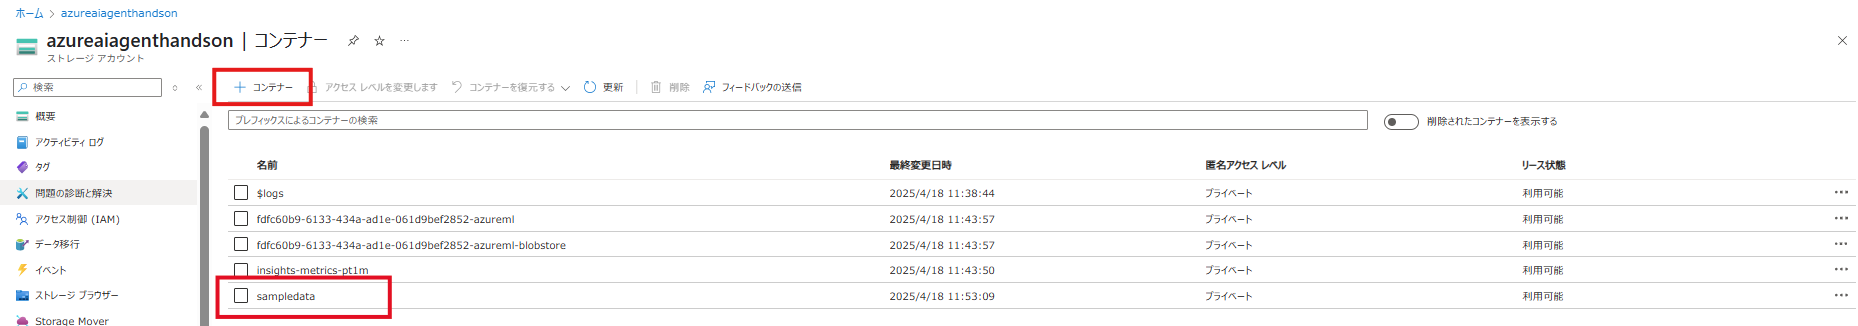 ホーム > azureaiagenthandson
azureaiagenthandson | コンテナー
ストレージ アカウント
検索
概要
アクティビティ ログ
タグ
問題の診断と解決
アクセス制御 (IAM)
データ移行
イベント
ストレージ ブラウザー
Storage Mover
+ コンテナー アクセス レベルを変更します コンテナーを復元する 更新 削除 フィードバックの送信
プレフィックスによるコンテナーの検索 削除されたコンテナーを表示する
名前 最終変更日時 匿名アクセス レベル リース状態
$logs 2025/4/18 11:38:44 プライベート 利用可能
fdfc60b9-6133-434a-ad1e-061d9bef2852-azureml 2025/4/18 11:43:57 プライベート 利用可能
fdfc60b9-6133-434a-ad1e-061d9bef2852-azureml-blobstore 2025/4/18 11:43:57 プライベート 利用可能
insights-metrics-pt1m 2025/4/18 11:43:50 プライベート 利用可能
sampledata 2025/4/18 11:53:09 プライベート 利用可能